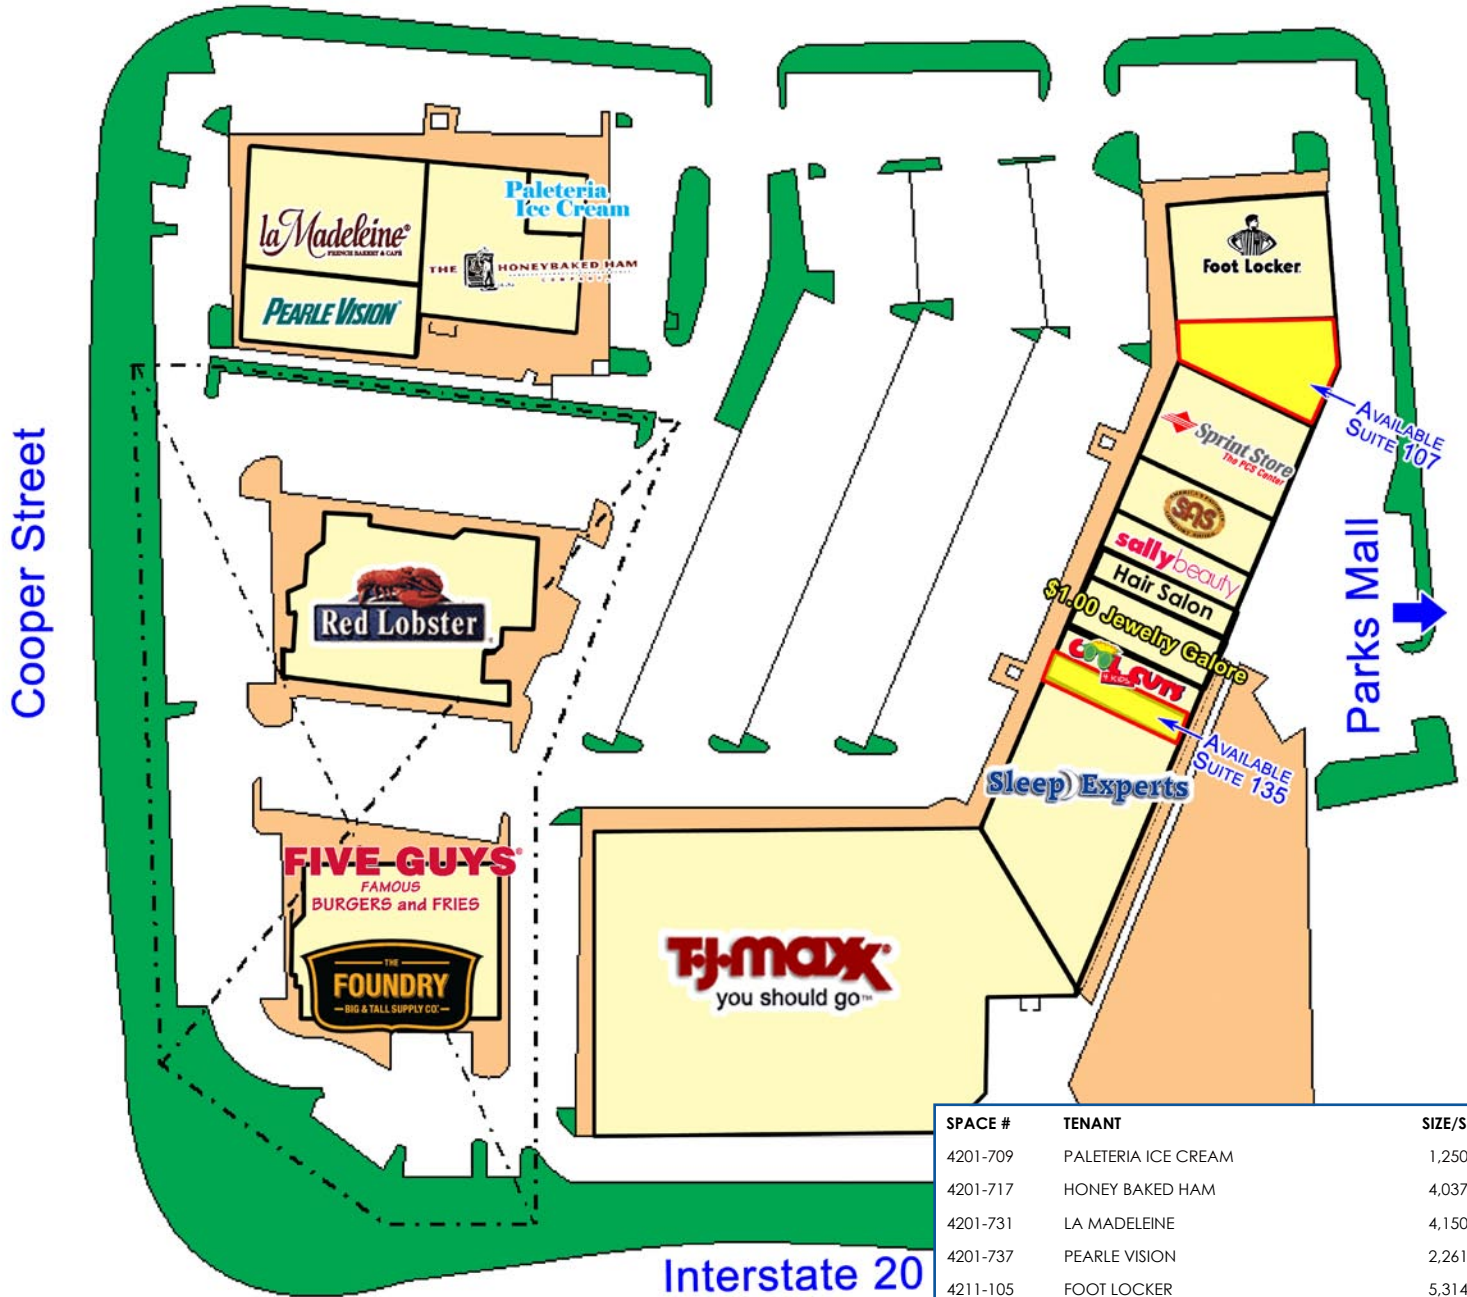 Paleteria
Ice Cream
la Madeleine®
FRENCH BAKERY & CAFE
THE HONEYBAKED HAM
COMPANY
PEARLE VISION®
Foot Locker
AVAILABLE
SUITE 107
Sprint Store
The PCS Center
SAS
sallybeauty
Hair Salon
$1.00 Jewelry Galore
COOL CUTS
4 KIDS
AVAILABLE
SUITE 135
Sleep Experts
Cooper Street
Parks Mall
Red Lobster
FIVE GUYS®
FAMOUS
BURGERS and FRIES
THE
FOUNDRY
BIG & TALL SUPPLY CO.
T•J•maxx®
you should go™
Interstate 20
SPACE # TENANT SIZE/S
4201-709 PALETERIA ICE CREAM 1,250
4201-717 HONEY BAKED HAM 4,037
4201-731 LA MADELEINE 4,150
4201-737 PEARLE VISION 2,261
4211-105 FOOT LOCKER 5,314